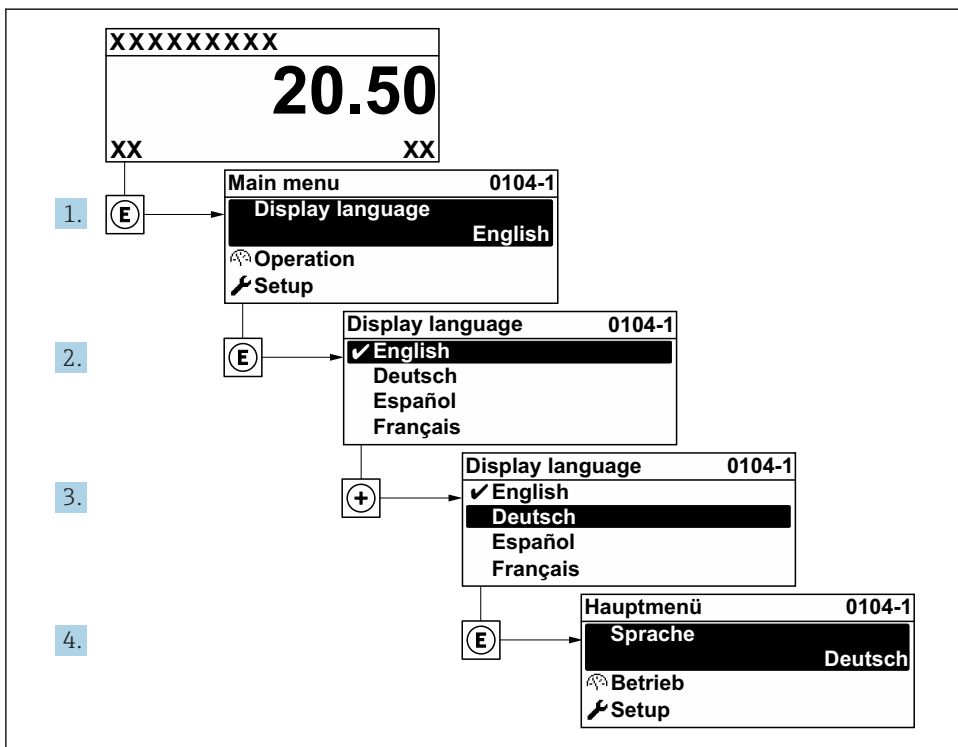 XXXXXXXXX
20.50
XX XX
1. E
Main menu 0104-1
Display language
English
Operation
Setup
2. E
Display language 0104-1
✔English
Deutsch
Español
Français
3. +
Display language 0104-1
✔English
Deutsch
Español
Français
4. E
Hauptmenü 0104-1
Sprache
Deutsch
Betrieb
Setup